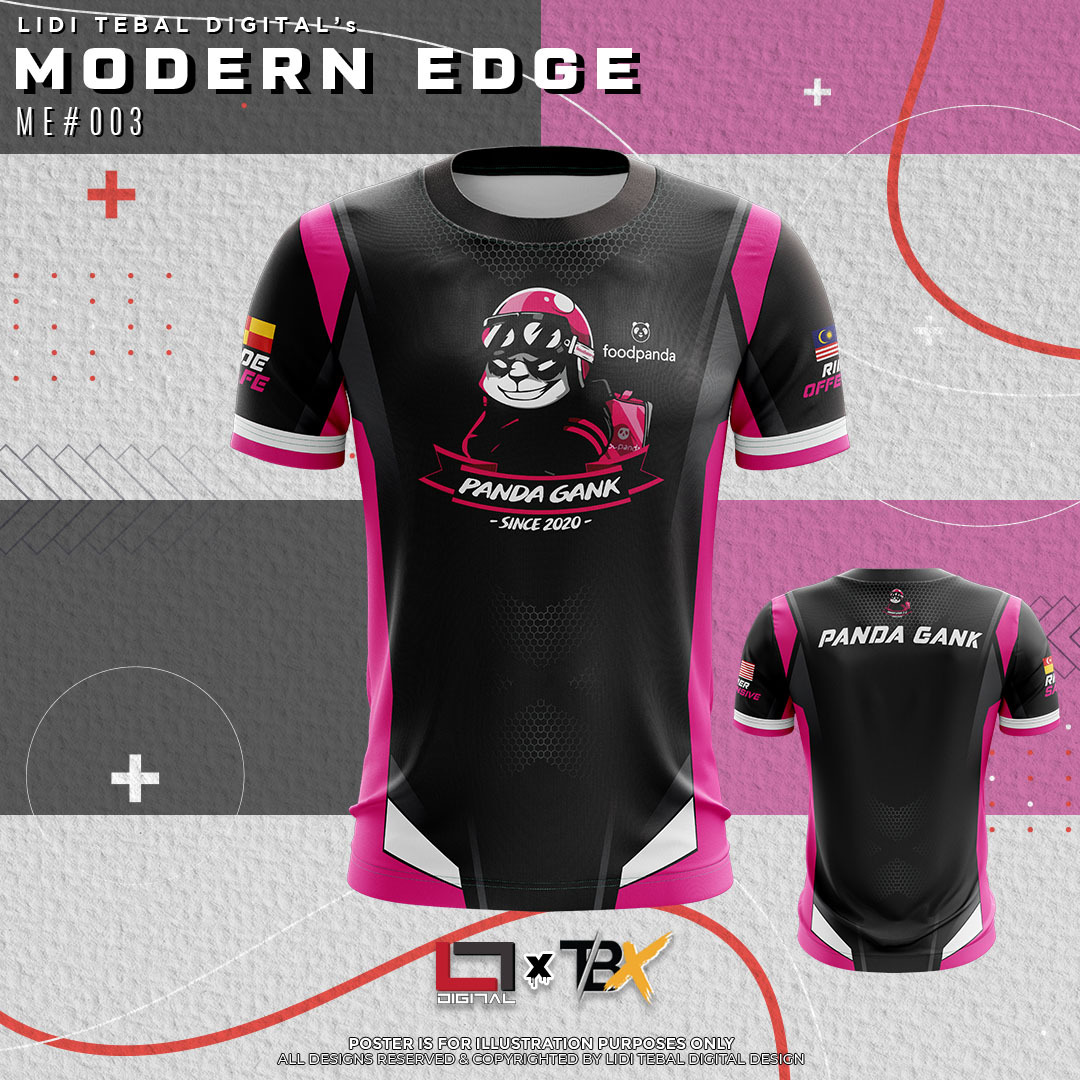 LIDI TEBAL DIGITAL's
MODERN EDGE
ME#003
foodpanda
PANDA GANK
- SINCE 2020 -
PANDA GANK
DIGITAL
X
TBX
POSTER IS FOR ILLUSTRATION PURPOSES ONLY
ALL DESIGNS RESERVED & COPYRIGHTED BY LIDI TEBAL DIGITAL DESIGN